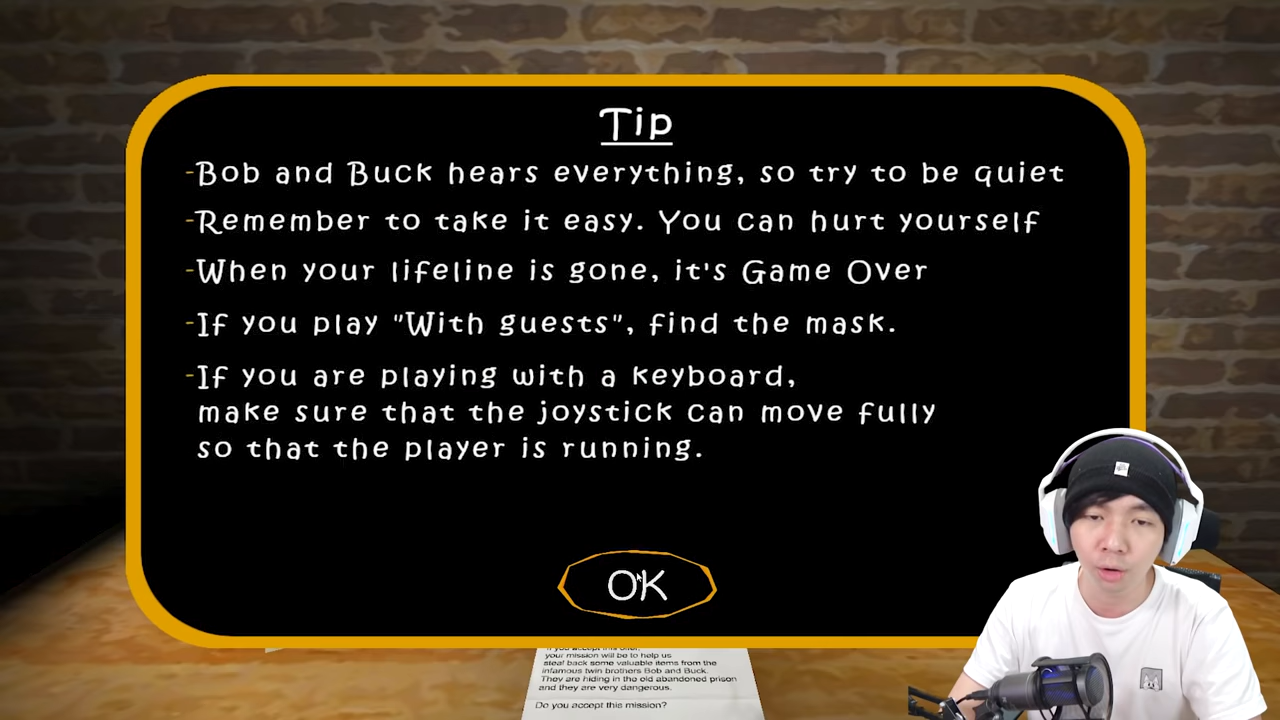 Tip
-Bob and Buck hears everything, so try to be quiet
-Remember to take it easy. You can hurt yourself
-When your lifeline is gone, it's Game Over
-If you play "With guests", find the mask.
-If you are playing with a keyboard,
make sure that the joystick can move fully
so that the player is running.
OK
If you accept this offer,
your mission will be to help us
steal back some valuable items from the
infamous twin brothers Bob and Buck.
They are hiding in the old abandoned prison
and they are very dangerous.
Do you accept this mission?